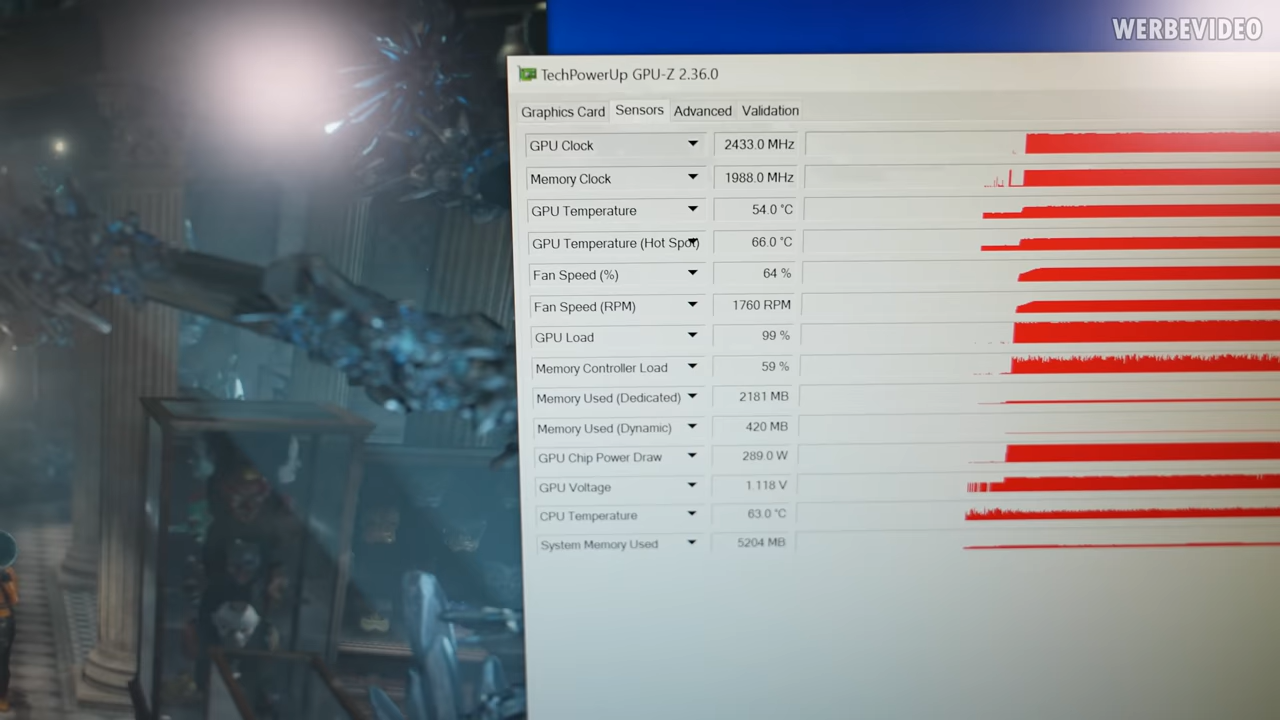 WERBEVIDEO
TechPowerUp GPU-Z 2.36.0
Graphics Card Sensors Advanced Validation
GPU Clock 2433.0 MHz
Memory Clock 1988.0 MHz
GPU Temperature 54.0 °C
GPU Temperature (Hot Spot) 66.0 °C
Fan Speed (%) 64 %
Fan Speed (RPM) 1760 RPM
GPU Load 99 %
Memory Controller Load 59 %
Memory Used (Dedicated) 2181 MB
Memory Used (Dynamic) 420 MB
GPU Chip Power Draw 289.0 W
GPU Voltage 1.118 V
CPU Temperature 63.0 °C
System Memory Used 5204 MB